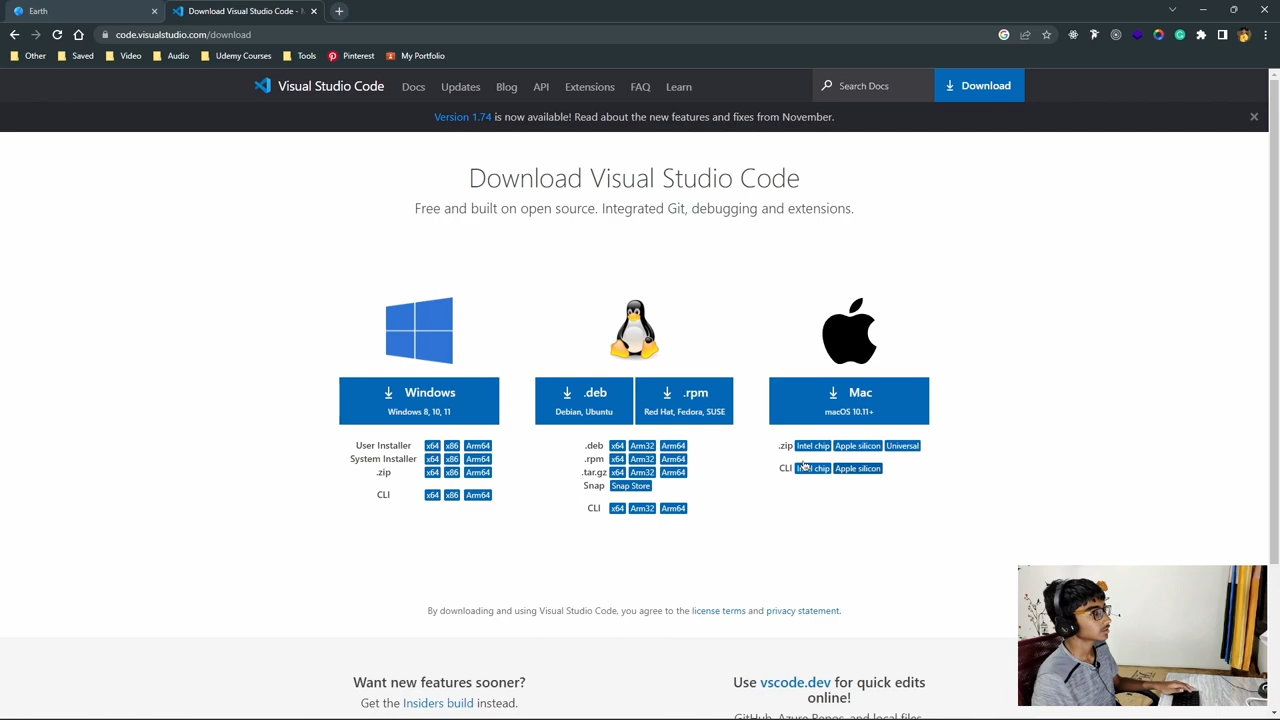 Earth
Download Visual Studio Code -
code.visualstudio.com/download
Other Saved Video Audio Udemy Courses Tools Pinterest My Portfolio
Visual Studio Code Docs Updates Blog API FAQ Extensions Learn Search Docs Download
Version 1.74 is now available! Read about the new features and fixes from November.
Download Visual Studio Code
Free and built on open source. Integrated Git, debugging and extensions.
Windows
Windows 8, 10, 11
User Installer x64 x86 Arm64
System Installer x64 x86 Arm64
.zip x64 x86 Arm64
CLI x64 x86 Arm64
.deb
Debian, Ubuntu
.rpm
Red Hat, Fedora, SUSE
.deb x64 Arm32 Arm64
.rpm x64 Arm32 Arm64
.tar.gz x64 Arm32 Arm64
Snap Snap Store
CLI x64 Arm32 Arm64
Mac
macOS 10.11+
.zip Intel chip Apple silicon Universal
CLI Intel chip Apple silicon
By downloading and using Visual Studio Code, you agree to the license terms and privacy statement.
Want new features sooner?
Get the Insiders build instead.
Use vscode.dev for quick edits
online!
GitHub, Azure Repos, and local files